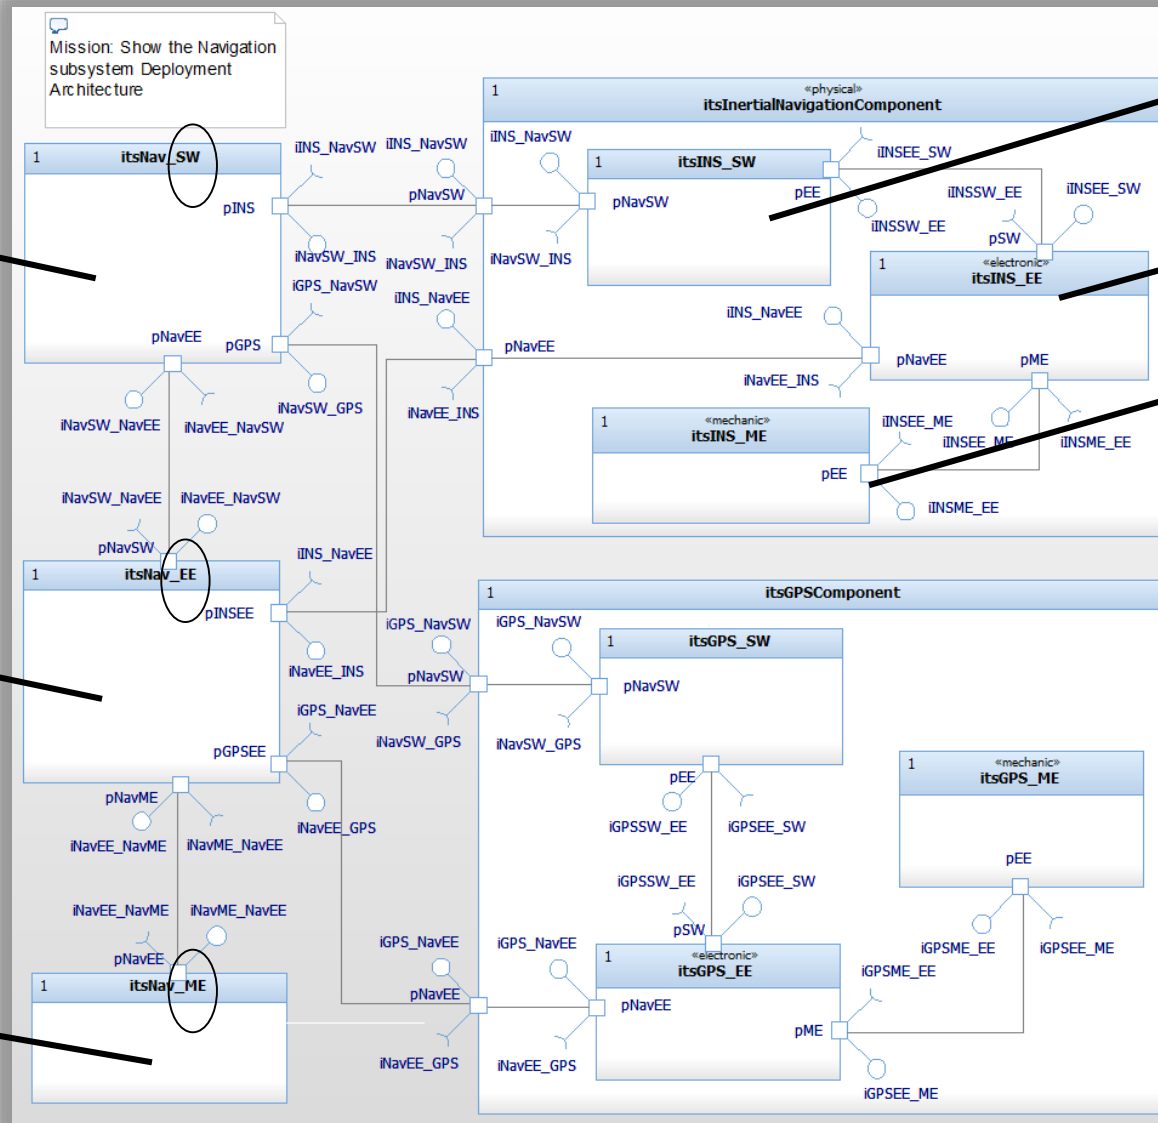 Mission: Show the Navigation
subsystem Deployment
Architecture
1
itsNav_SW
pINS
iINS_NavSW
iNavSW_INS
iGPS_NavSW
pGPS
iNavSW_GPS
pNavEE
iNavSW_NavEE
iNavEE_NavSW
iNavSW_NavEE
iNavEE_NavSW
pNavSW
1
itsNav_EE
pINSEE
iINS_NavEE
iNavEE_INS
iGPS_NavEE
pGPSEE
iNavEE_GPS
pNavME
iNavEE_NavME
iNavME_NavEE
iNavEE_NavME
iNavME_NavEE
pNavEE
1
itsNav_ME
1
«physical»
itsInertialNavigationComponent
iINS_NavSW
pNavSW
iNavSW_INS
iINS_NavEE
pNavEE
iNavEE_INS
iINS_NavSW
1
itsINS_SW
pNavSW
iNavSW_INS
pEE
iINSEE_SW
iINSSW_EE
iINSSW_EE
iINSEE_SW
pSW
1
«electronic»
itsINS_EE
iINS_NavEE
pNavEE
iNavEE_INS
pME
iINSEE_ME
iINSME_EE
1
«mechanic»
itsINS_ME
pEE
iINSEE_ME
iINSME_EE
1
itsGPSComponent
iGPS_NavSW
pNavSW
iNavSW_GPS
iGPS_NavSW
1
itsGPS_SW
pNavSW
iNavSW_GPS
pEE
iGPSSW_EE
iGPSEE_SW
iGPSSW_EE
iGPSEE_SW
pSW
1
«electronic»
itsGPS_EE
iGPS_NavEE
pNavEE
iNavEE_GPS
iGPS_NavEE
pNavEE
iNavEE_GPS
pME
iGPSME_EE
iGPSEE_ME
1
«mechanic»
itsGPS_ME
pEE
iGPSME_EE
iGPSEE_ME